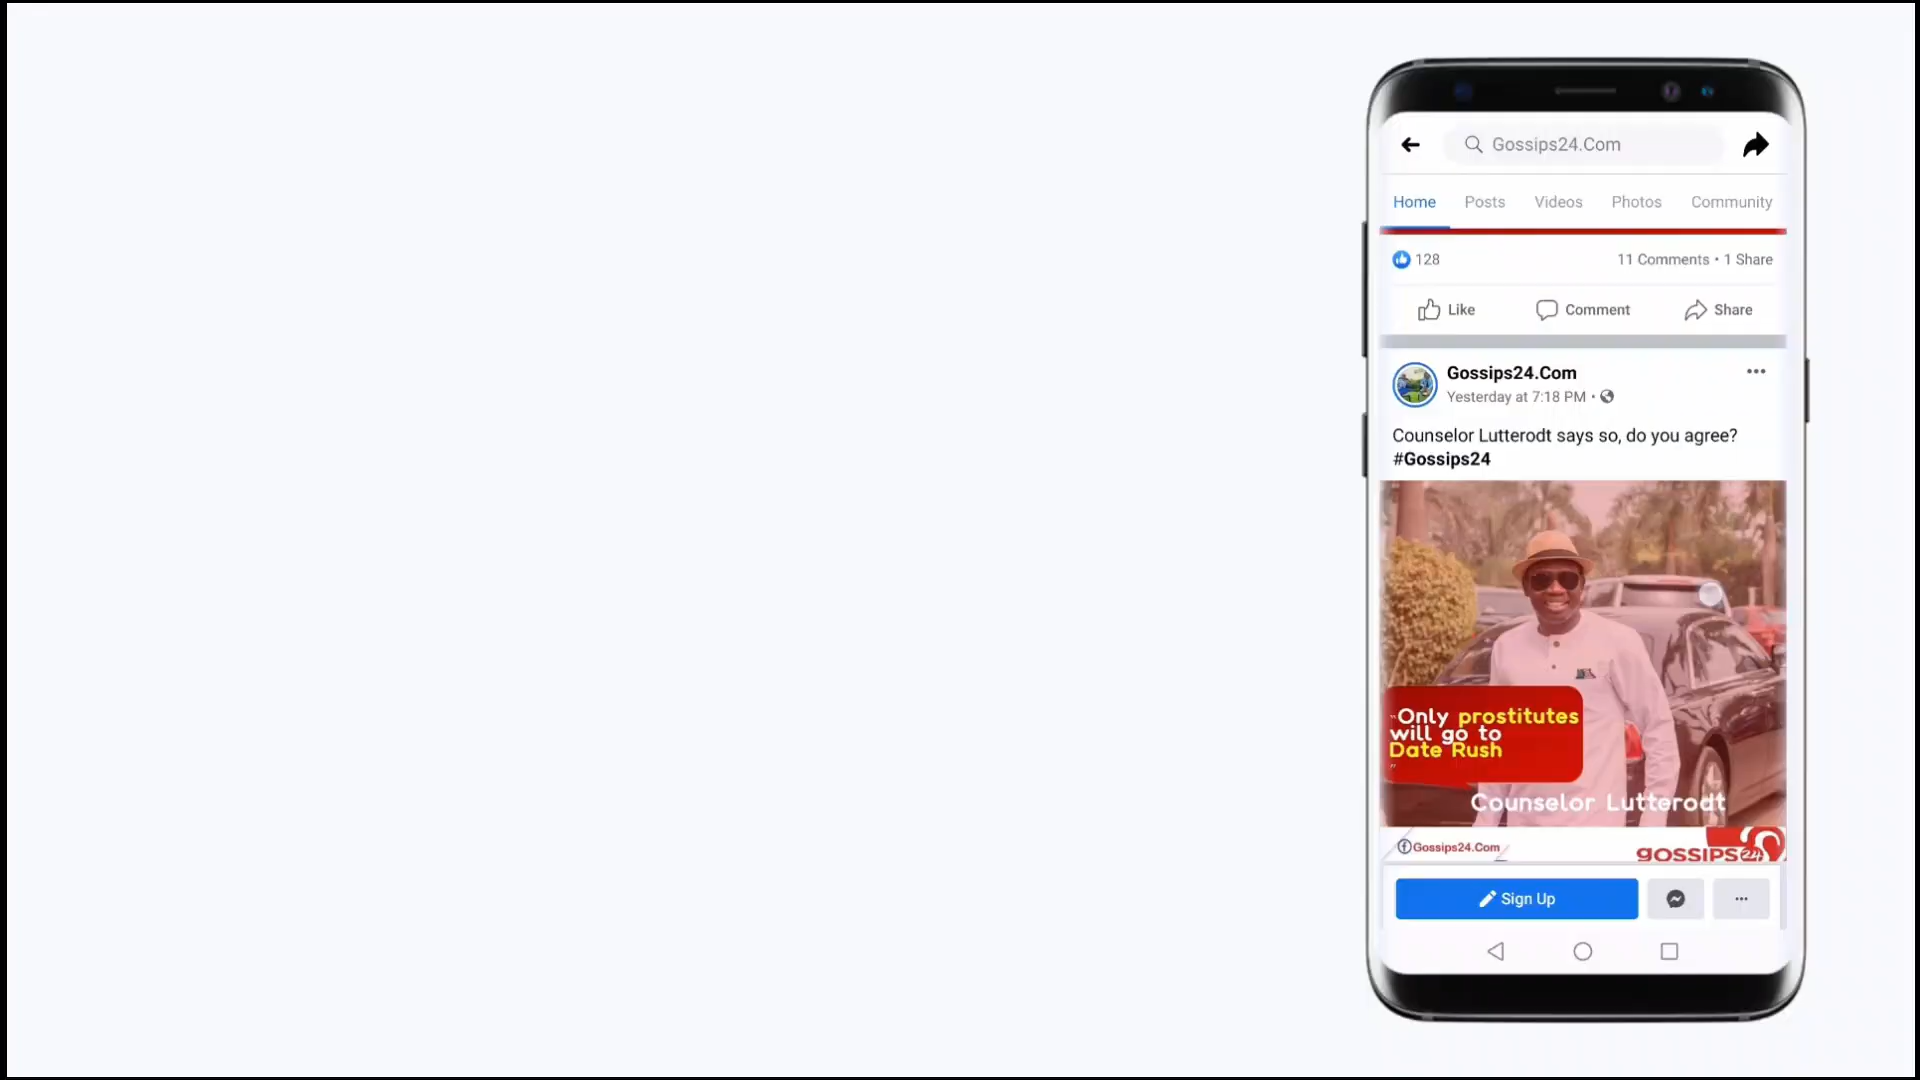 Gossips24.Com
Home Posts Videos Photos Community
128 11 Comments • 1 Share
Like Comment Share
Gossips24.Com
Yesterday at 7:18 PM •
Counselor Lutterodt says so, do you agree?
#Gossips24
"Only prostitutes
will go to
Date Rush
"
Counselor Lutterodt
Gossips24.Com
gossips24
Sign Up